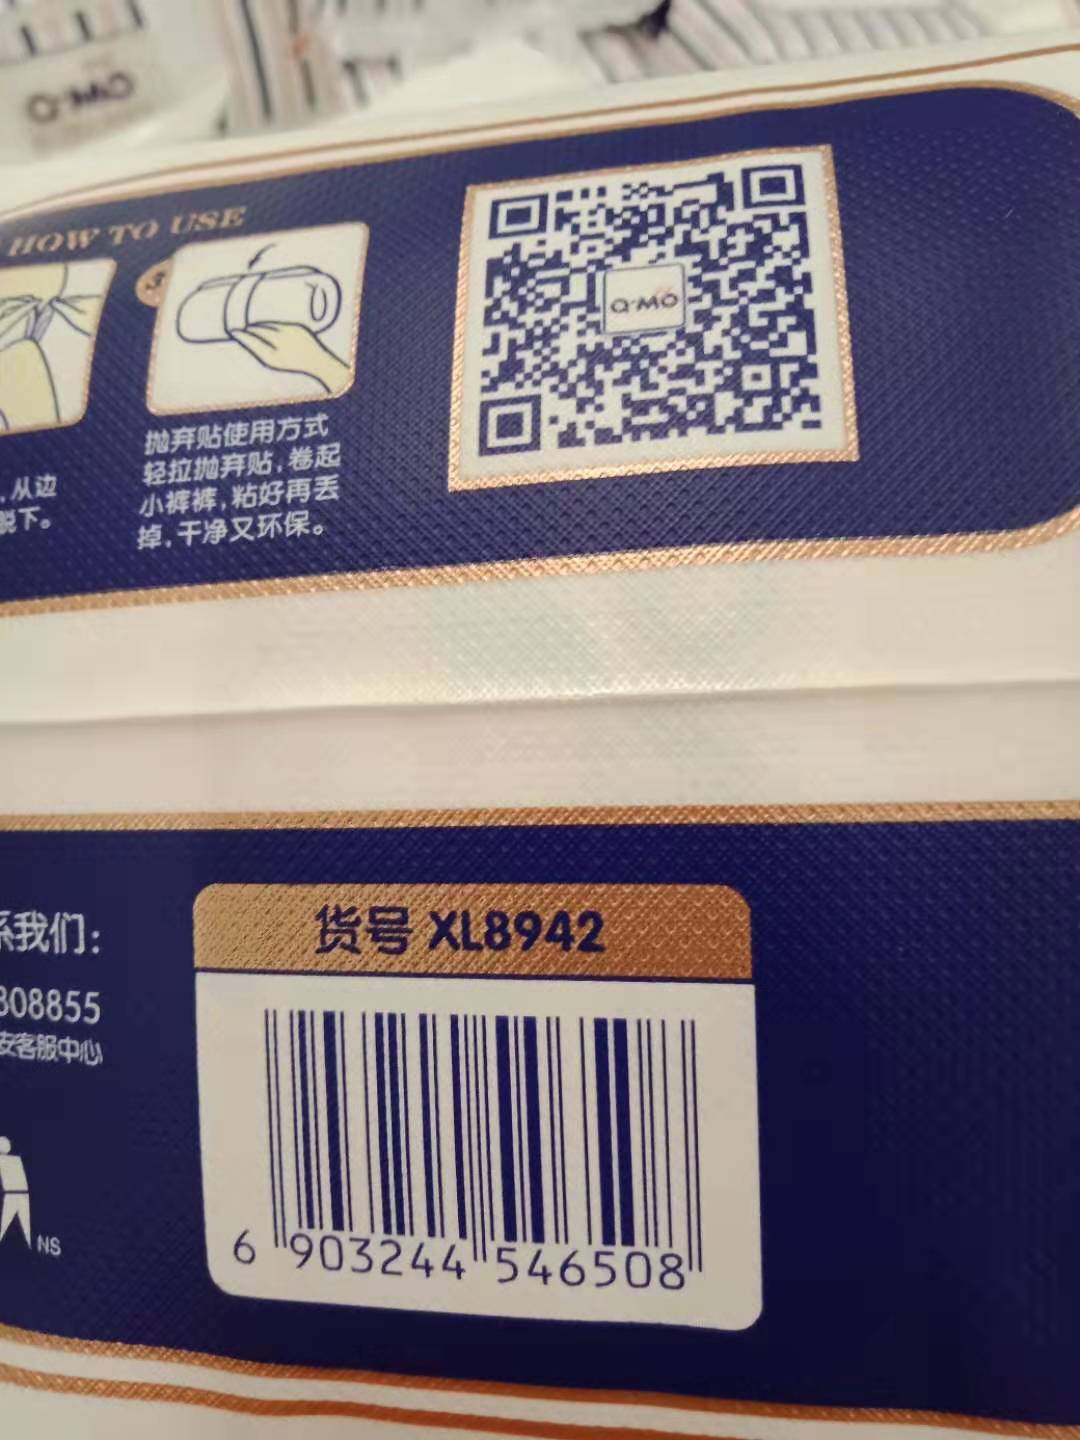 Q·MO
HOW TO USE
3
Q·MO
抛弃贴使用方式
轻拉抛弃贴,卷起
小裤裤,粘好再丢
掉,干净又环保。
,从边
脱下。
系我们:
808855
安客服中心
NS
货号 XL8942
6 903244 546508